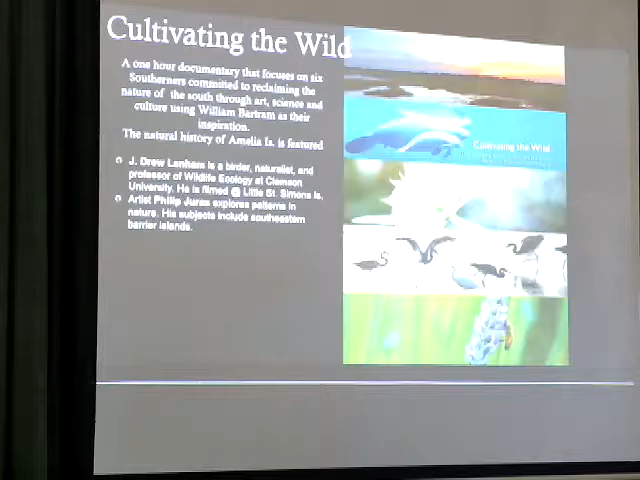 Cultivating the Wild
A one hour documentary that focuses on six
Southerners committed to reclaiming the
nature of the south through art, science and
culture using William Bartram as their
inspiration.
The natural history of Amelia Is. is featured
J. Drew Lanham is a birder, naturalist, and
professor of Wildlife Ecology at Clemson
University. He is filmed @ Little St. Simons Is.
Artist Philip Juras explores patterns in
nature. His subjects include southeastern
barrier islands.
Cultivating the Wild